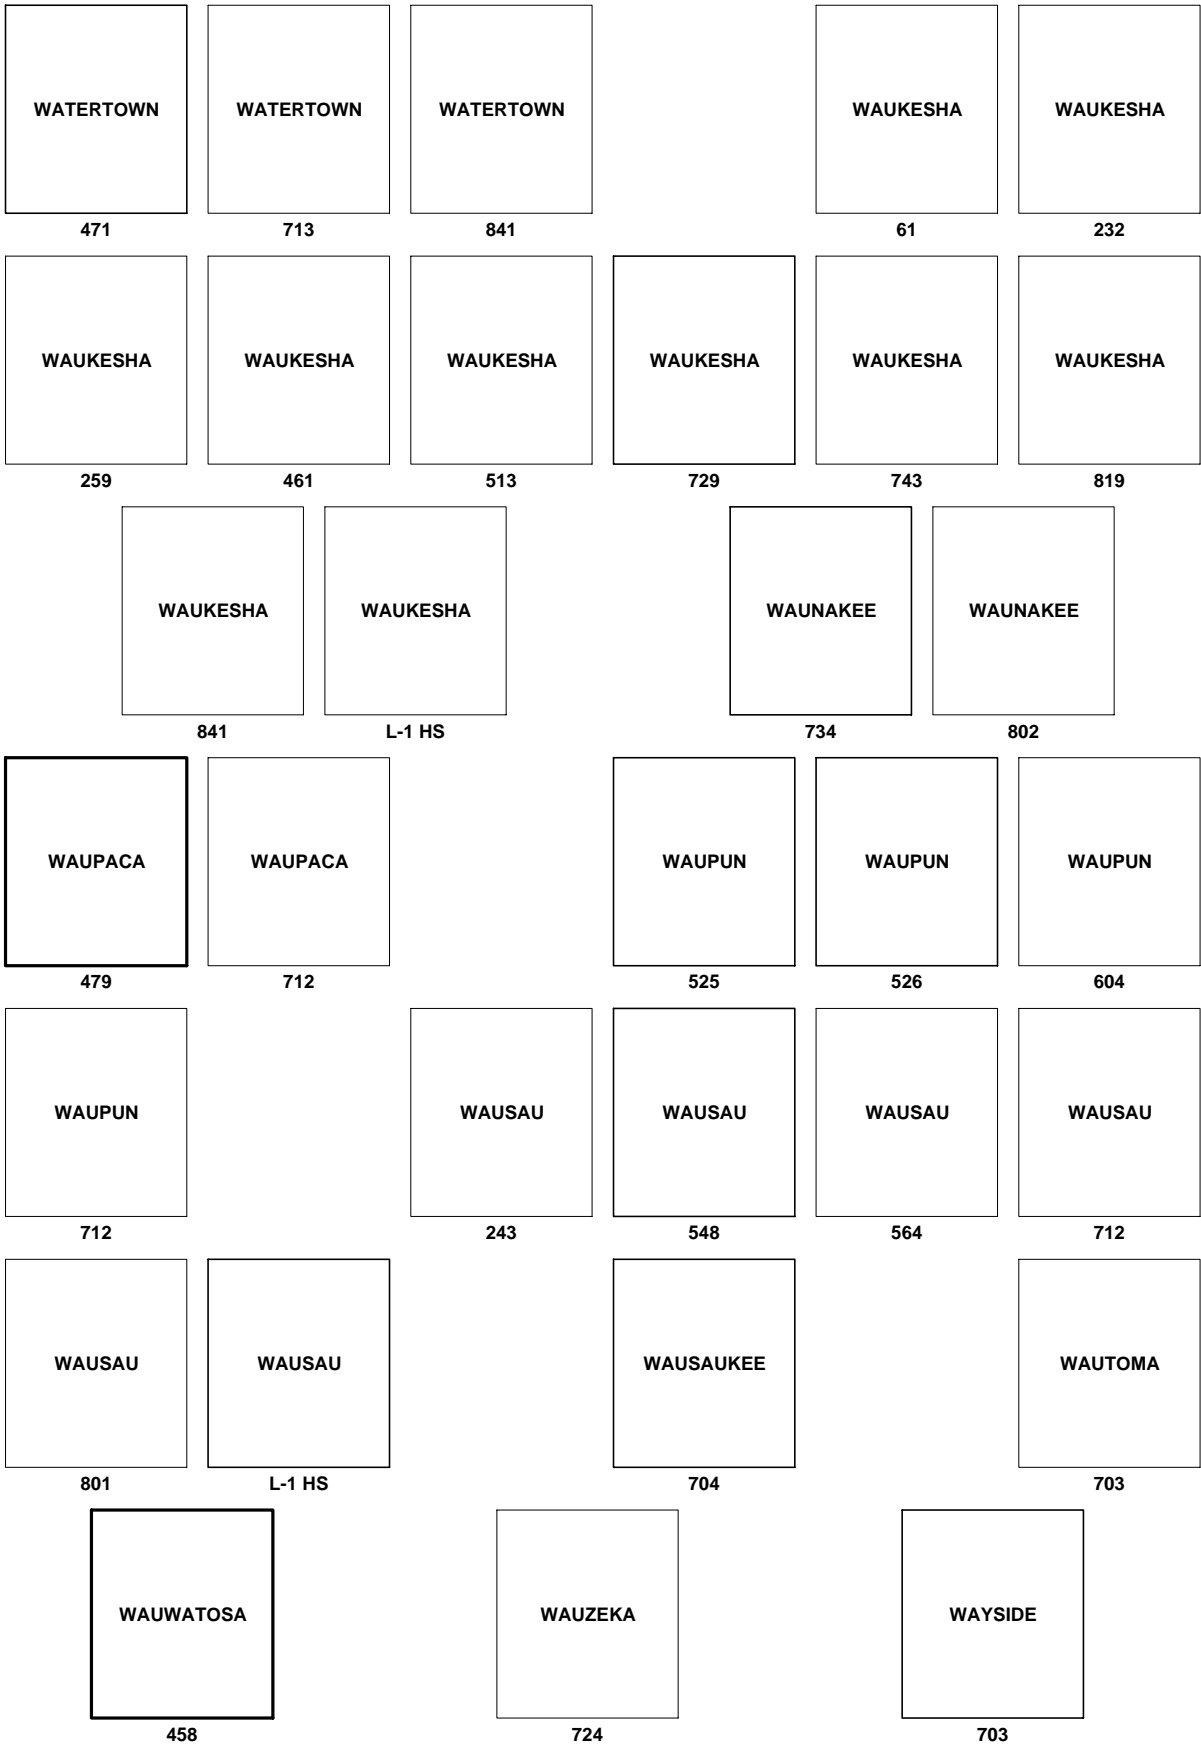 WATERTOWN WATERTOWN WATERTOWN WAUKESHA WAUKESHA
471 713 841 61 232
WAUKESHA WAUKESHA WAUKESHA WAUKESHA WAUKESHA WAUKESHA
259 461 513 729 743 819
WAUKESHA WAUKESHA WAUNAKEE WAUNAKEE
841 L-1 HS 734 802
WAUPACA WAUPACA WAUPUN WAUPUN WAUPUN
479 712 525 526 604
WAUPUN WAUSAU WAUSAU WAUSAU WAUSAU
712 243 548 564 712
WAUSAU WAUSAU WAUSAUKEE WAUTOMA
801 L-1 HS 704 703
WAUWATOSA WAUZEKA WAYSIDE
458 724 703